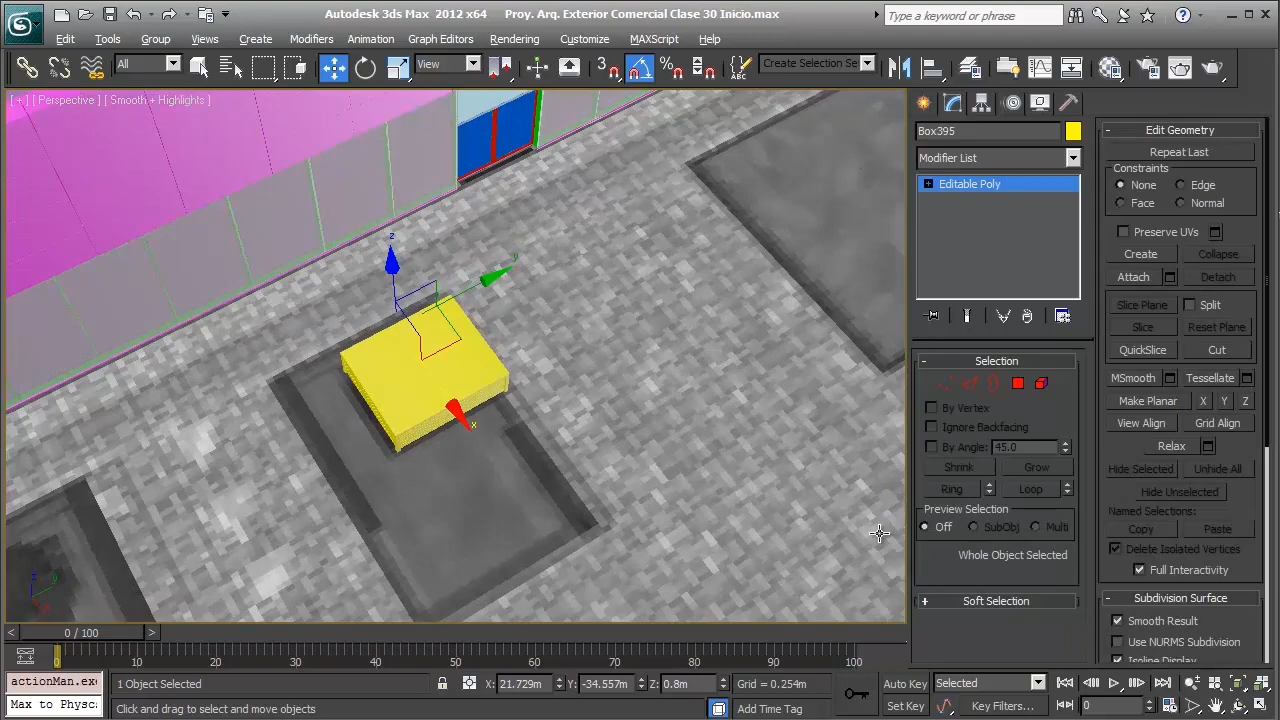 Autodesk 3ds Max 2012 x64 Proy. Arq. Exterior Comercial Clase 30 Inicio.max
Type a keyword or phrase
Edit Tools Group Views Create Modifiers Animation Graph Editors Rendering Customize MAXScript Help
All View 3 Create Selection Se
[ + ] [ Perspective ] [ Smooth + Highlights ]
Box395
Modifier List
Editable Poly
Selection
By Vertex
Ignore Backfacing
By Angle: 45.0
Shrink Grow
Ring Loop
Preview Selection
Off SubObj Multi
Whole Object Selected
Soft Selection
Edit Geometry
Repeat Last
Constraints
None Edge
Face Normal
Preserve UVs
Create Collapse
Attach Detach
Slice Plane Split
Slice Reset Plane
QuickSlice Cut
MSmooth Tessellate
Make Planar X Y Z
View Align Grid Align
Relax
Hide Selected Unhide All
Hide Unselected
Named Selections:
Copy Paste
Delete Isolated Vertices
Full Interactivity
Subdivision Surface
Smooth Result
Use NURMS Subdivision
Isoline Display
z
y
x
z
y
< 0 / 100 >
0 10 20 30 40 50 60 70 80 90 100
actionMan.exe 1 Object Selected X: 21.729m Y: -34.557m Z: 0.8m Grid = 0.254m Auto Key Selected
Max to Physc Click and drag to select and move objects Add Time Tag Set Key Key Filters... 0